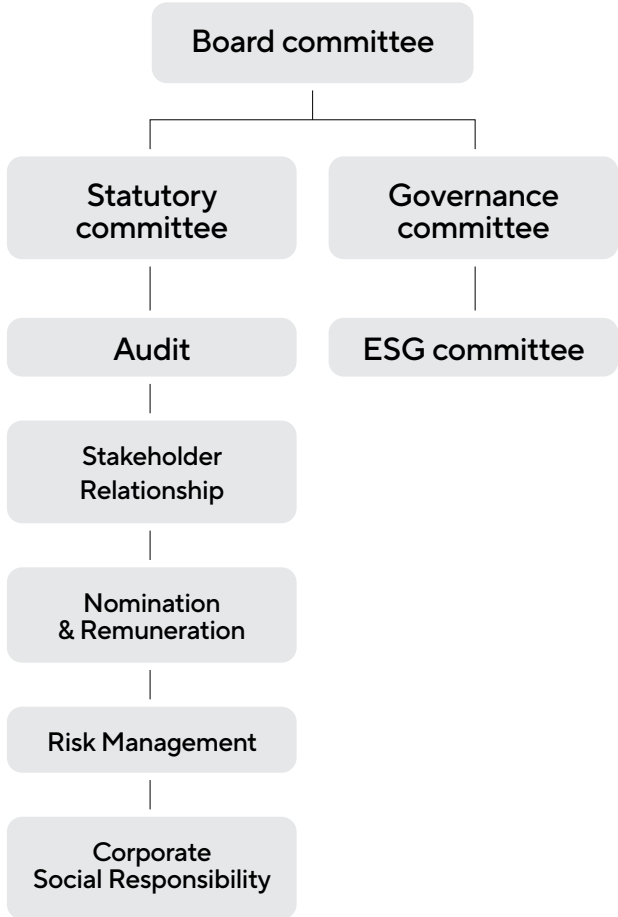 Board committee
Statutory
committee
Governance
committee
Audit
ESG committee
Stakeholder
Relationship
Nomination
& Remuneration
Risk Management
Corporate
Social Responsibility